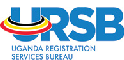 URSB
UGANDA REGISTRATION
SERVICES BUREAU